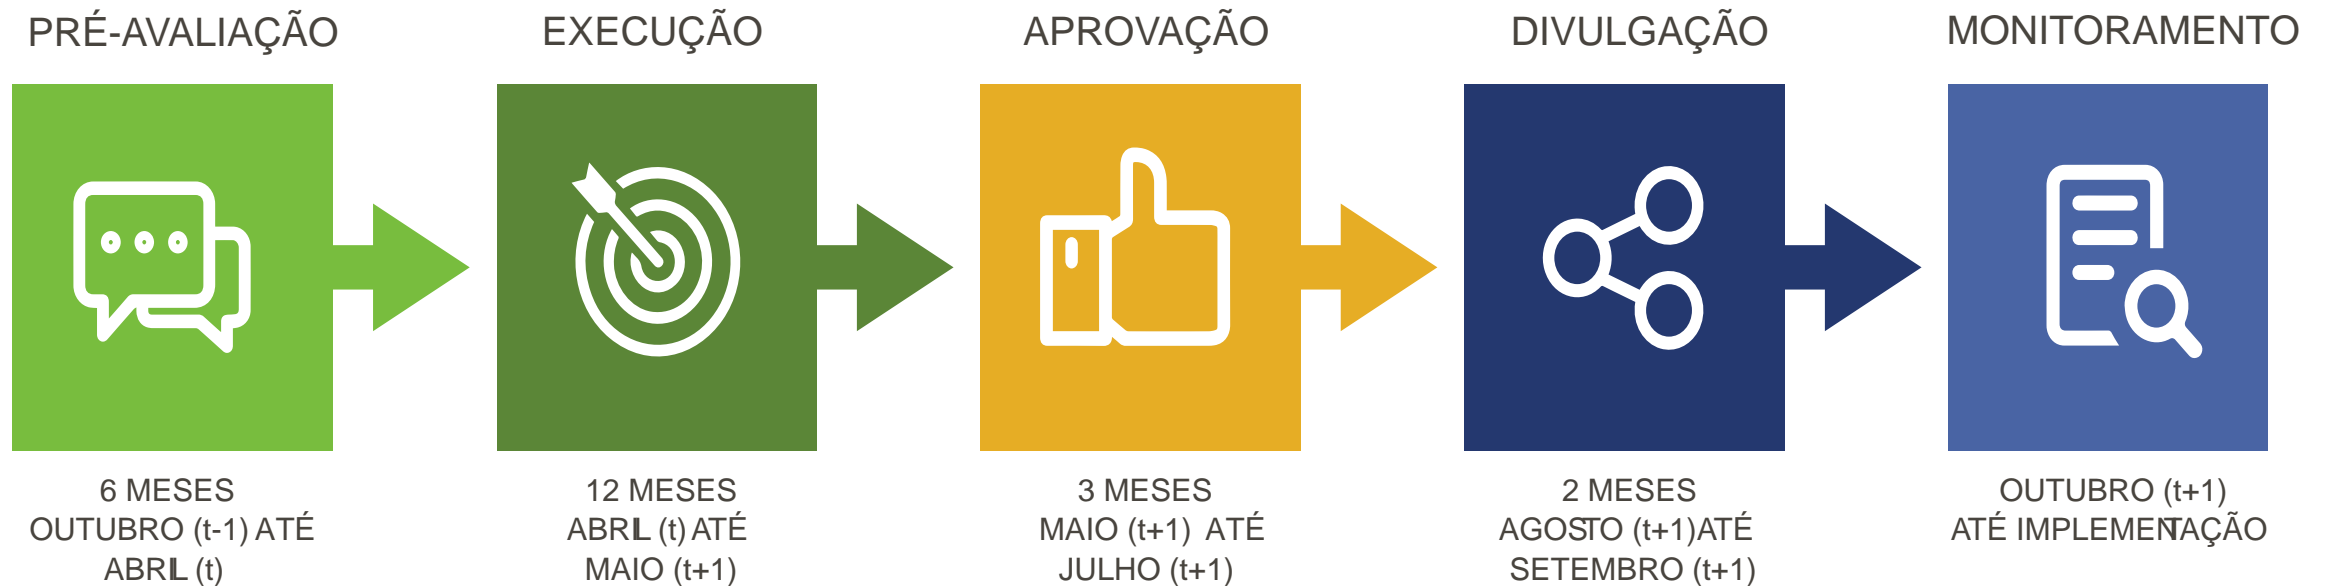 PRÉ-AVALIAÇÃO
EXECUÇÃO
APROVAÇÃO
DIVULGAÇÃO
MONITORAMENTO
6 MESES
OUTUBRO (t-1) ATÉ
ABRIL (t)
12 MESES
ABRIL (t) ATÉ
MAIO (t+1)
3 MESES
MAIO (t+1) ATÉ
JULHO (t+1)
2 MESES
AGOSTO (t+1)ATÉ
SETEMBRO (t+1)
OUTUBRO (t+1)
ATÉ IMPLEMENTAÇÃO